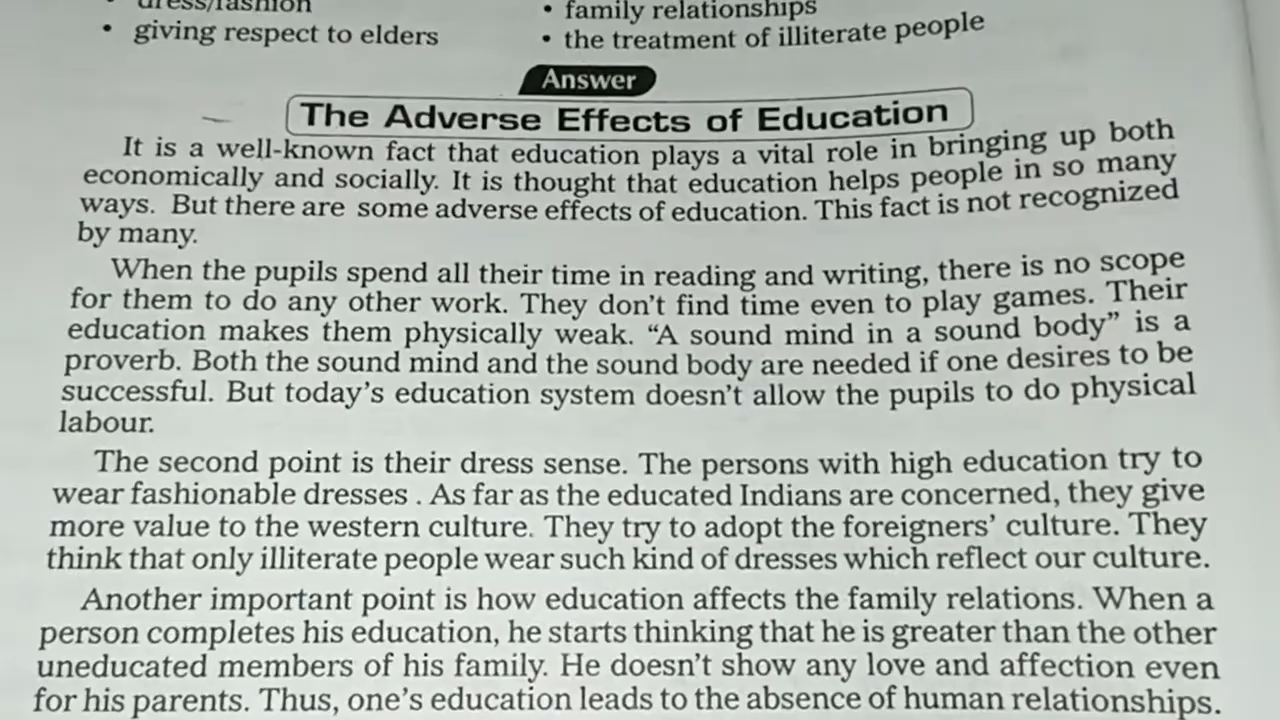 dress/fashion
• family relationships
• giving respect to elders
• the treatment of illiterate people
Answer
The Adverse Effects of Education
It is a well-known fact that education plays a vital role in bringing up both
economically and socially. It is thought that education helps people in so many
ways. But there are some adverse effects of education. This fact is not recognized
by many.
When the pupils spend all their time in reading and writing, there is no scope
for them to do any other work. They don't find time even to play games. Their
education makes them physically weak. “A sound mind in a sound body” is a
proverb. Both the sound mind and the sound body are needed if one desires to be
successful. But today's education system doesn't allow the pupils to do physical
labour.
The second point is their dress sense. The persons with high education try to
wear fashionable dresses . As far as the educated Indians are concerned, they give
more value to the western culture. They try to adopt the foreigners' culture. They
think that only illiterate people wear such kind of dresses which reflect our culture.
Another important point is how education affects the family relations. When a
person completes his education, he starts thinking that he is greater than the other
uneducated members of his family. He doesn't show any love and affection even
for his parents. Thus, one's education leads to the absence of human relationships.